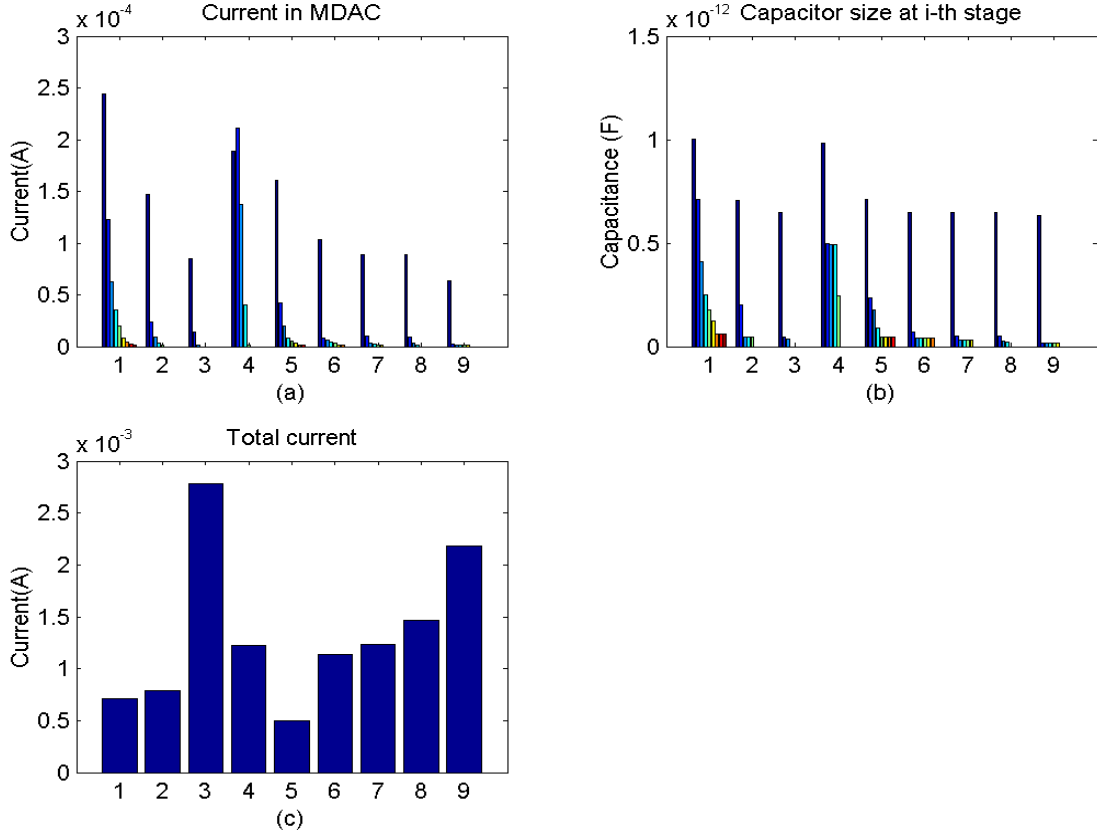 Current in MDAC
x 10-4
3
2.5
2
1.5
1
0.5
0
Current(A)
1 2 3 4 5 6 7 8 9
(a)
Capacitor size at i-th stage
x 10-12
1.5
1
0.5
0
Capacitance (F)
1 2 3 4 5 6 7 8 9
(b)
Total current
x 10-3
3
2.5
2
1.5
1
0.5
0
Current(A)
1 2 3 4 5 6 7 8 9
(c)